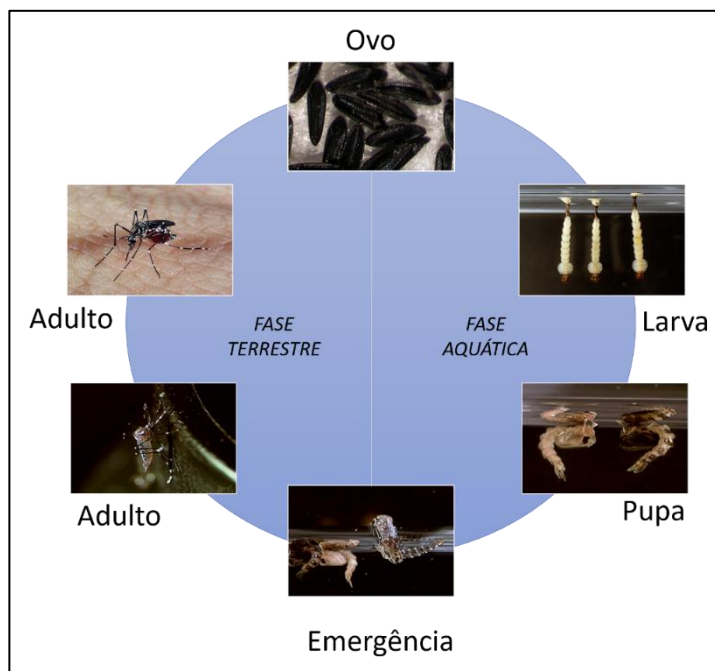 Ovo
Adulto
Larva
FASE
TERRESTRE
FASE
AQUÁTICA
Adulto
Pupa
Emergência